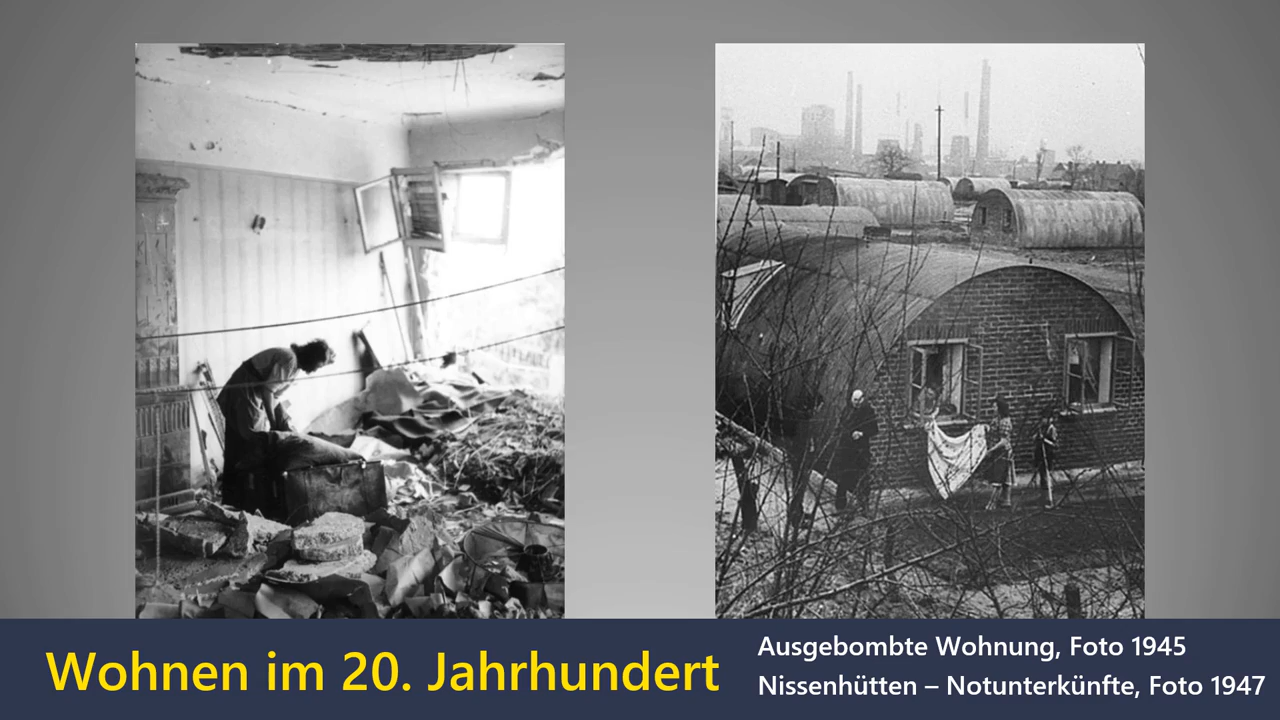 Wohnen im 20. Jahrhundert
Ausgebombte Wohnung, Foto 1945
Nissenhütten – Notunterkünfte, Foto 1947